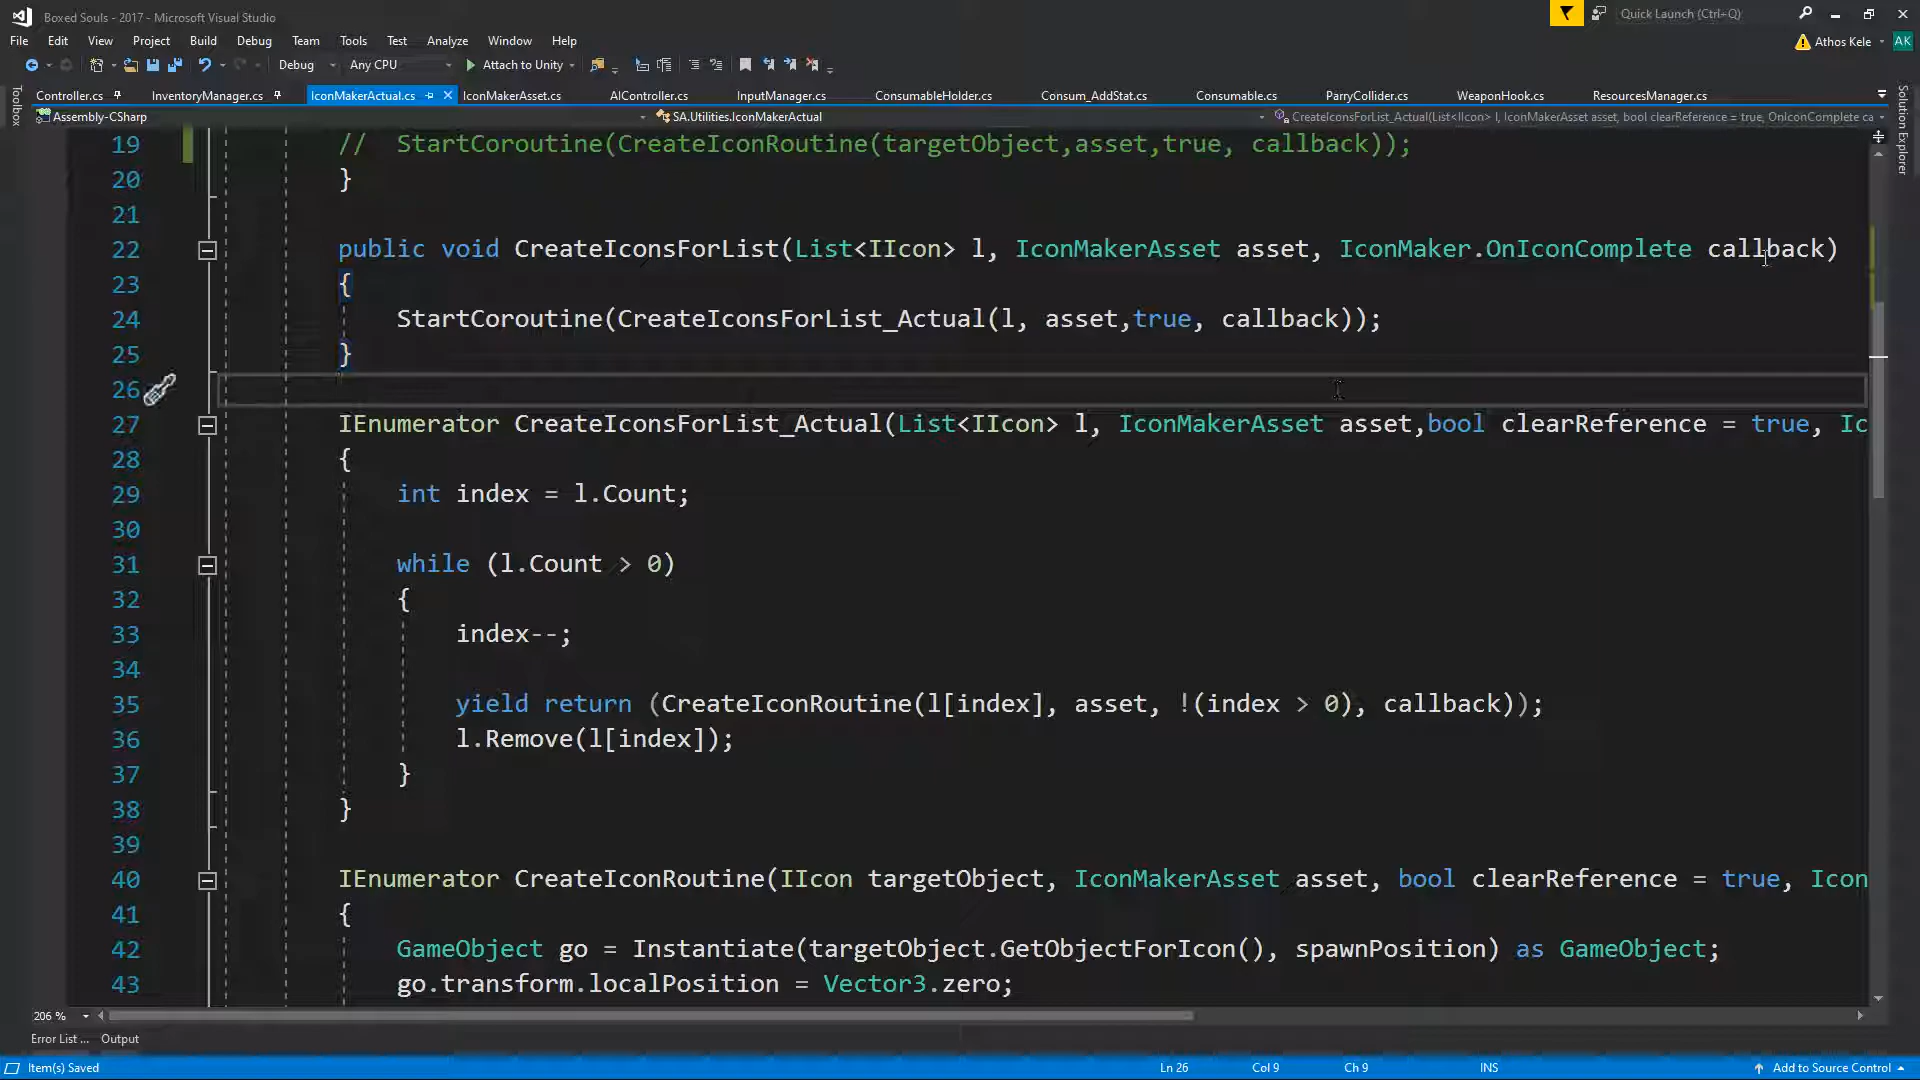 Boxed Souls - 2017 - Microsoft Visual Studio
Quick Launch (Ctrl+Q)
File Edit View Project Build Debug Team Tools Test Analyze Window Help
Athos Kele AK
Debug Any CPU Attach to Unity
Controller.cs InventoryManager.cs IconMakerActual.cs IconMakerAsset.cs AIController.cs InputManager.cs ConsumableHolder.cs Consum_AddStat.cs Consumable.cs ParryCollider.cs WeaponHook.cs ResourcesManager.cs
Toolbox
Solution Explorer
Assembly-CSharp SA.Utilities.IconMakerActual CreateIconsForList_Actual(List<IIcon> l, IconMakerAsset asset, bool clearReference = true, OnIconComplete ca
19 // StartCoroutine(CreateIconRoutine(targetObject,asset,true, callback));
20 }
21
22 public void CreateIconsForList(List<IIcon> l, IconMakerAsset asset, IconMaker.OnIconComplete callback)
23 {
24 StartCoroutine(CreateIconsForList_Actual(l, asset,true, callback));
25 }
26
27 IEnumerator CreateIconsForList_Actual(List<IIcon> l, IconMakerAsset asset,bool clearReference = true, Ic
28 {
29 int index = l.Count;
30
31 while (l.Count > 0)
32 {
33 index--;
34
35 yield return (CreateIconRoutine(l[index], asset, !(index > 0), callback));
36 l.Remove(l[index]);
37 }
38 }
39
40 IEnumerator CreateIconRoutine(IIcon targetObject, IconMakerAsset asset, bool clearReference = true, Icon
41 {
42 GameObject go = Instantiate(targetObject.GetObjectForIcon(), spawnPosition) as GameObject;
43 go.transform.localPosition = Vector3.zero;
206 %
Error List ... Output
Item(s) Saved Ln 26 Col 9 Ch 9 INS Add to Source Control